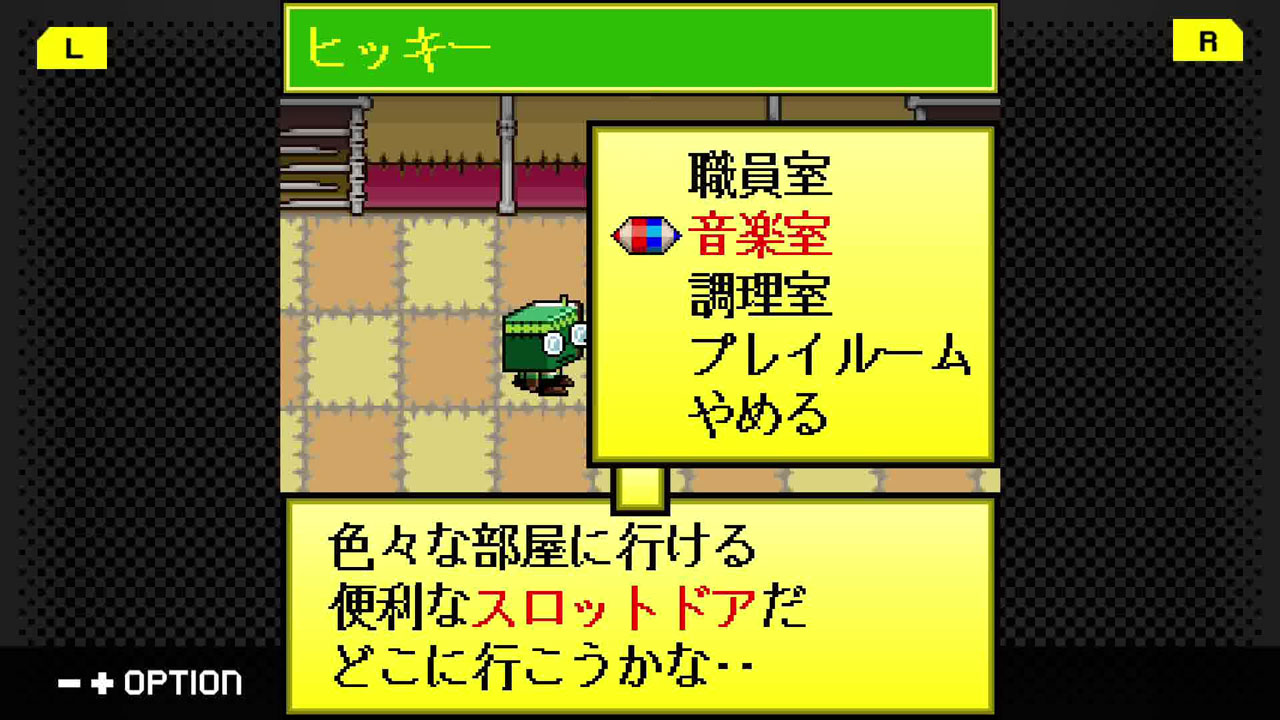 L
R
ヒッキー
職員室
音楽室
調理室
プレイルーム
やめる
色々な部屋に行ける
便利なスロットドアだ
どこに行こうかな‥
− + OPTION